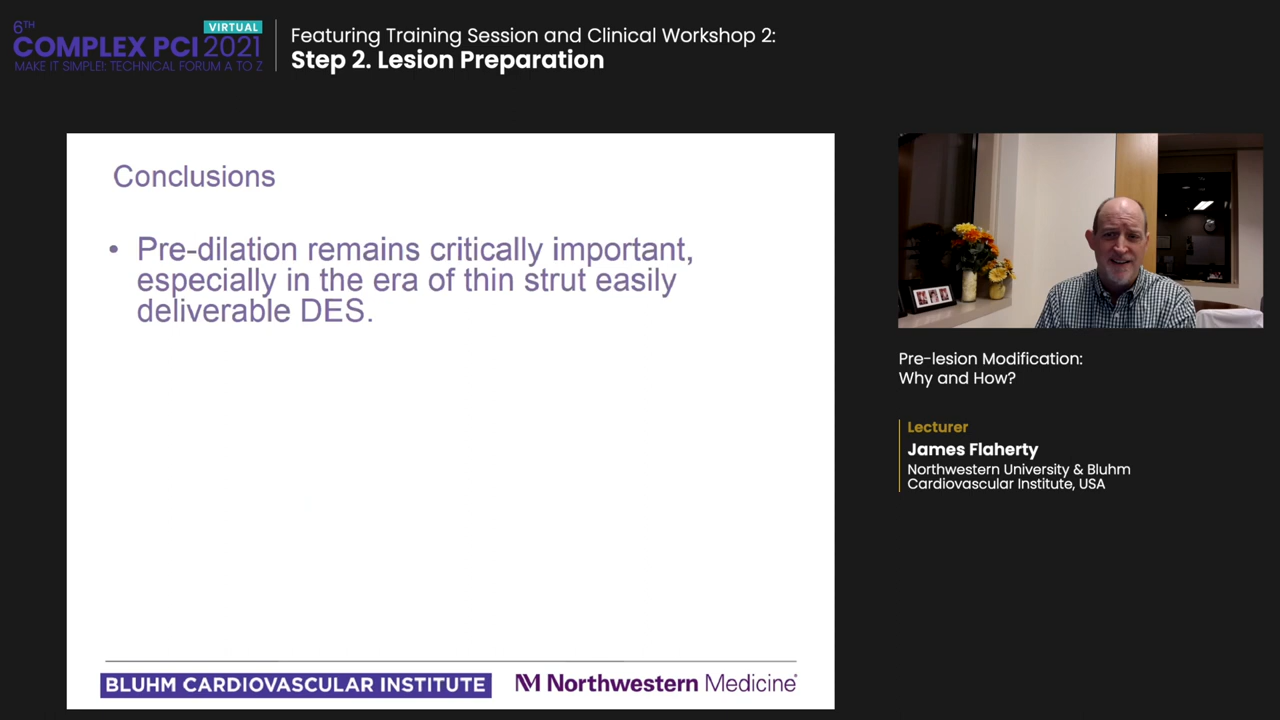 6TH
VIRTUAL
COMPLEX PCI 2021
MAKE IT SIMPLE!: TECHNICAL FORUM A TO Z
Featuring Training Session and Clinical Workshop 2:
Step 2. Lesion Preparation
Conclusions
• Pre-dilation remains critically important,
especially in the era of thin strut easily
deliverable DES.
BLUHM CARDIOVASCULAR INSTITUTE
Northwestern Medicine®
Pre-lesion Modification:
Why and How?
Lecturer
James Flaherty
Northwestern University & Bluhm
Cardiovascular Institute, USA